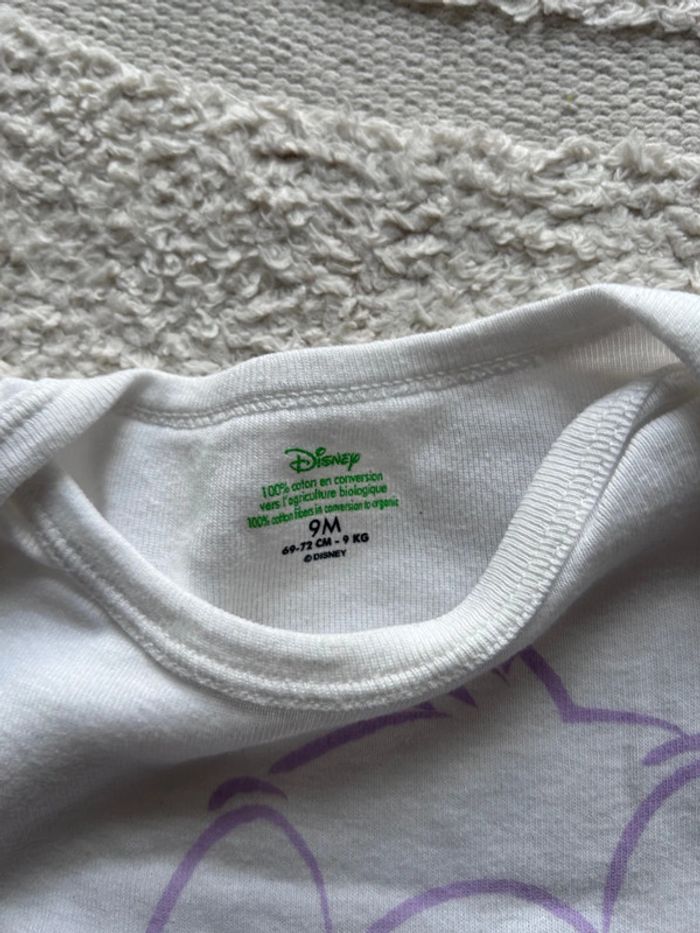 Disney
100% coton en conversion
vers l'agriculture biologique
100% cotton fibers in conversion to organic
9M
69-72 CM - 9 KG
© DISNEY